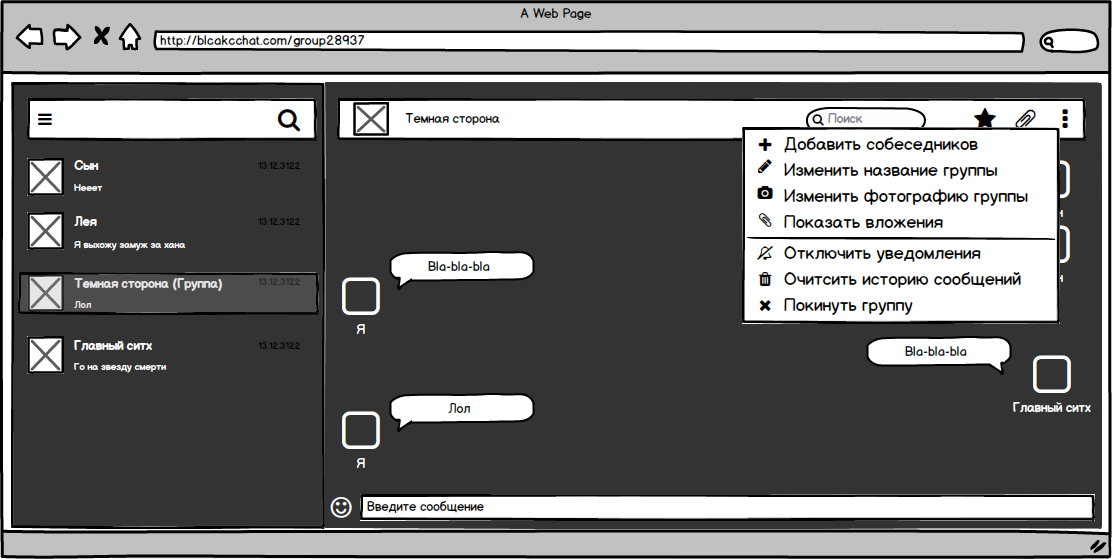 A Web Page
http://blcakcchat.com/group28937
Сын
13.12.3122
Нееет
Лея
13.12.3122
Я выхожу замуж за хана
Темная сторона (Группа)
13.12.3122
Лол
Главный ситх
13.12.3122
Го на звезду смерти
Темная сторона
Поиск
Добавить собеседников
Изменить название группы
Изменить фотографию группы
Показать вложения
Отключить уведомления
Очитсить историю сообщений
Покинуть группу
Bla-bla-bla
Я
Bla-bla-bla
Главный ситх
Лол
Я
Введите сообщение